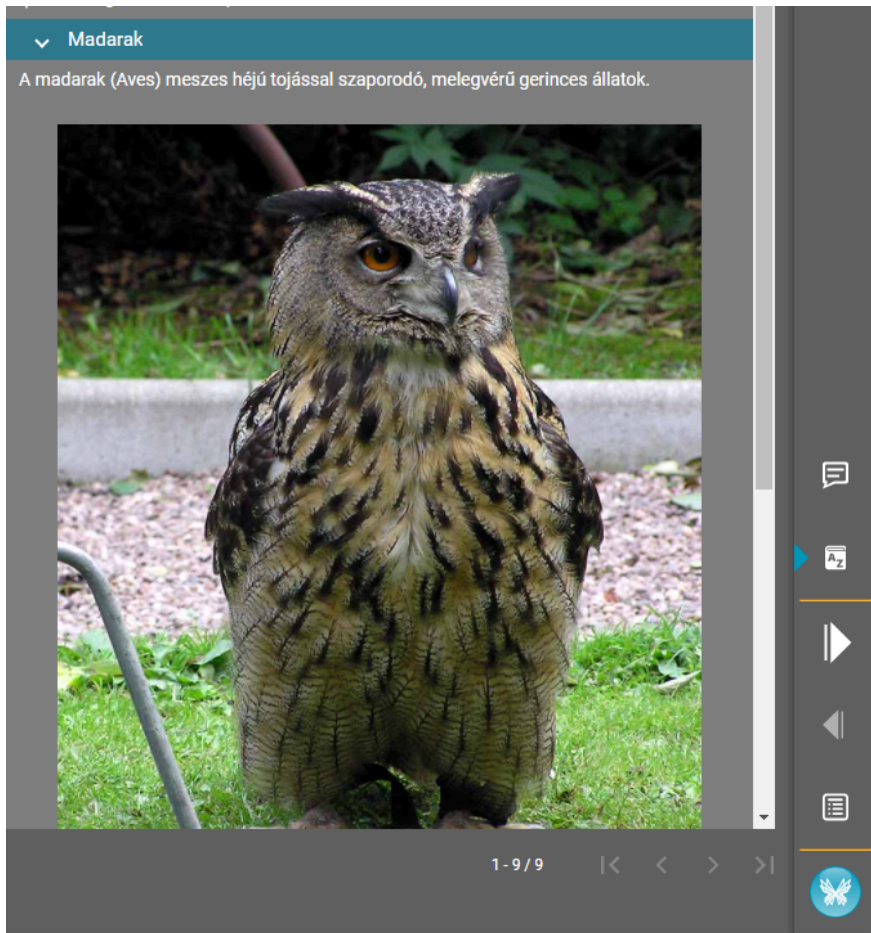 Madarak
A madarak (Aves) meszes héjú tojással szaporodó, melegvérű gerinces állatok.
A
Z
1-9/9